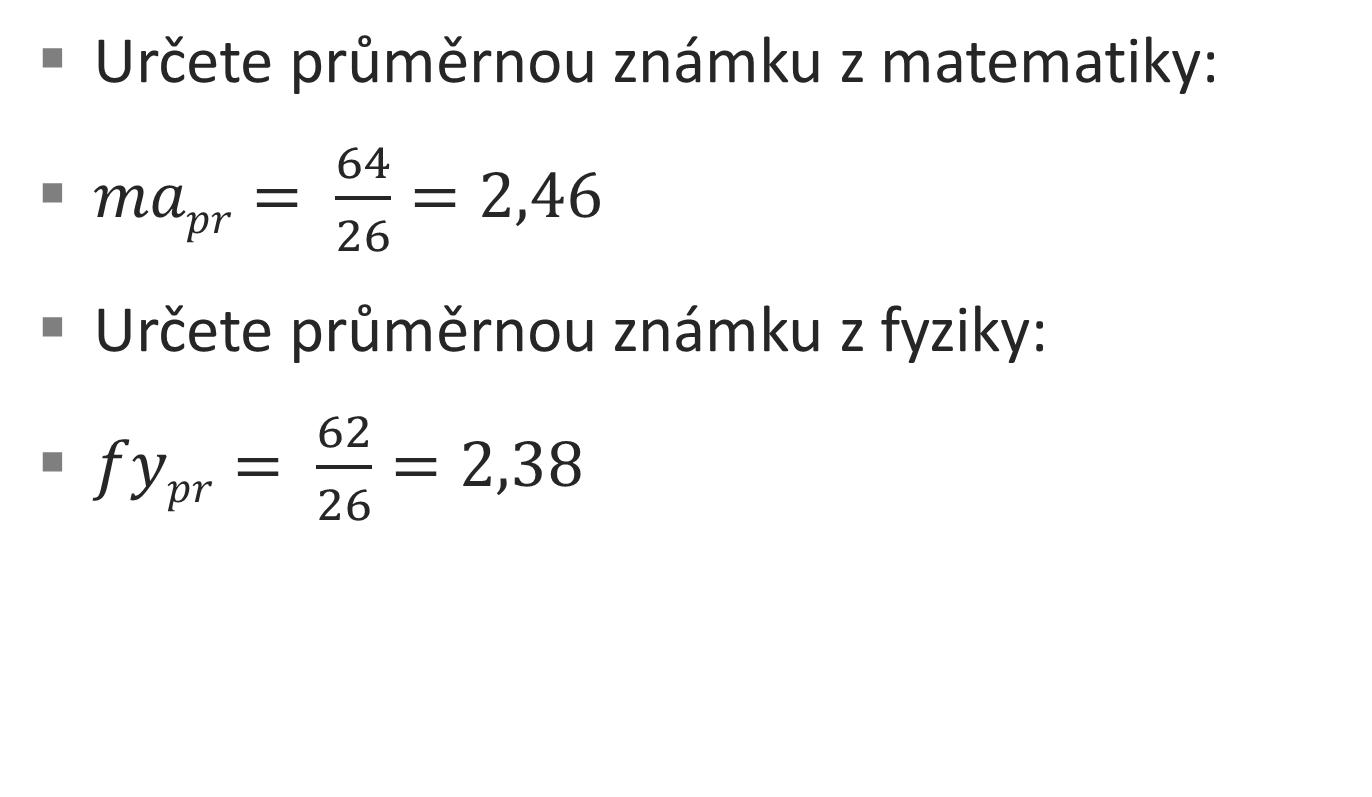 ▪ Určete průměrnou známku z matematiky:
▪ ma_pr = 64/26 = 2,46
▪ Určete průměrnou známku z fyziky:
▪ fy_pr = 62/26 = 2,38